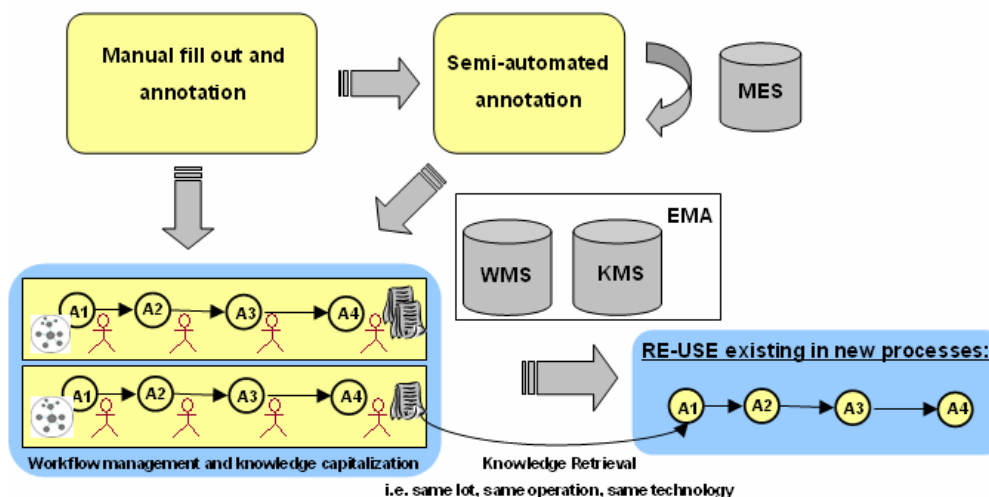 Manual fill out and
annotation
Semi-automated
annotation
MES
EMA
WMS
KMS
A1
A2
A3
A4
A1
A2
A3
A4
Workflow management and knowledge capitalization
RE-USE existing in new processes:
A1
A2
A3
A4
Knowledge Retrieval
i.e. same lot, same operation, same technology